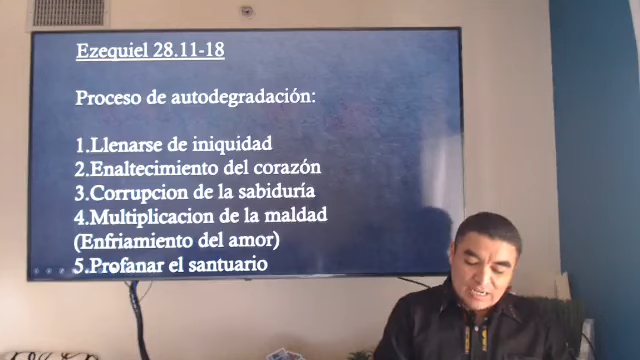 Ezequiel 28.11-18
Proceso de autodegradación:
1.Llenarse de iniquidad
2.Enaltecimiento del corazón
3.Corrupcion de la sabiduría
4.Multiplicacion de la maldad
(Enfriamiento del amor)
5.Profanar el santuario